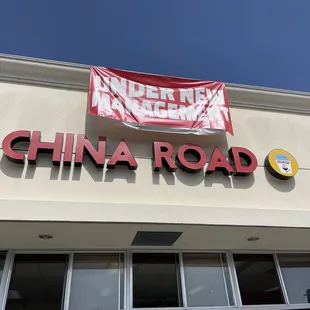 UNDER NEW
MANAGEMENT
CHINA ROAD